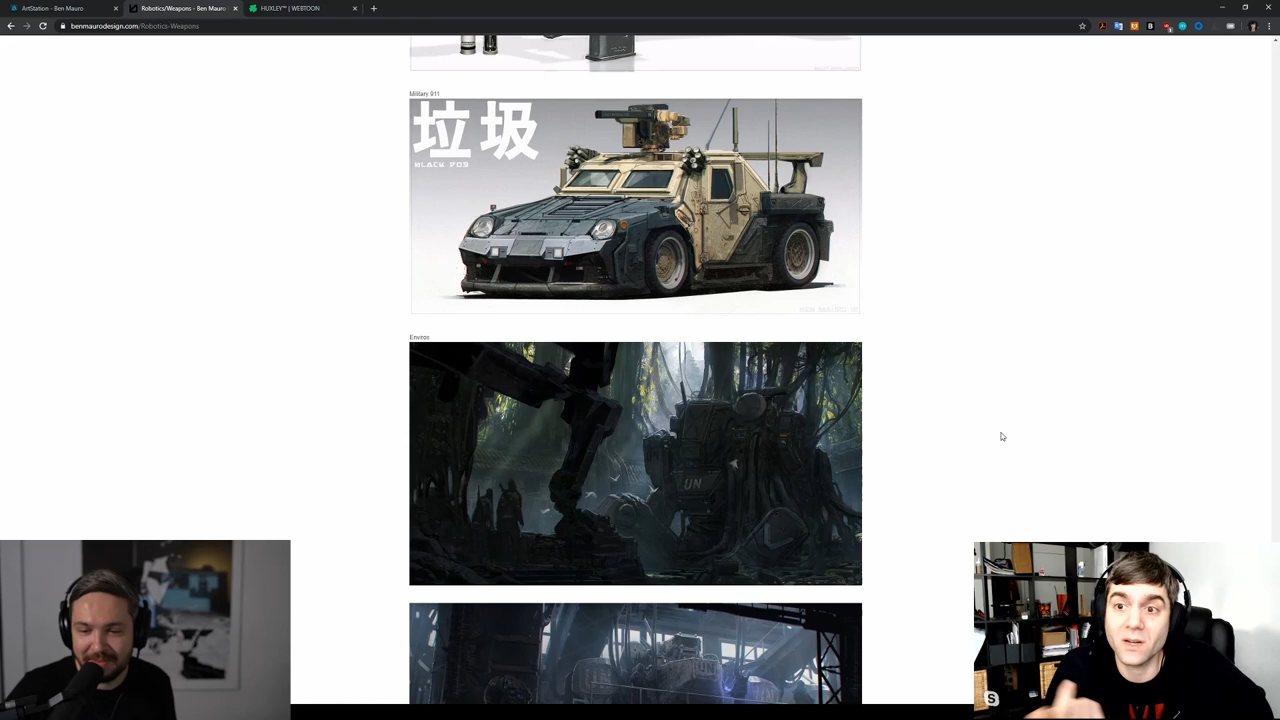 ArtStation - Ben Mauro
Robotics/Weapons - Ben Mauro
HUXLEY™ | WEBTOON
benmaurodesign.com/Robotics-Weapons
Military 911
垃圾
BLACK P09
Enviros
UN
UN